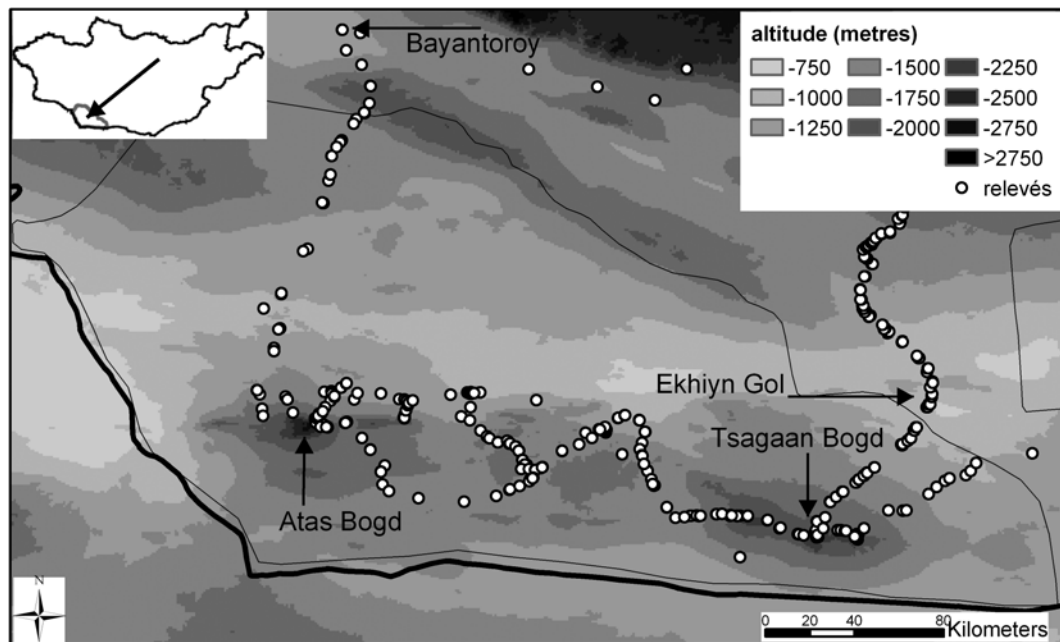 Bayantoroy
altitude (metres)
-750 -1500 -2250
-1000 -1750 -2500
-1250 -2000 -2750
>2750
relevés
Ekhiyn Gol
Tsagaan Bogd
Atas Bogd
N
0 20 40 80
Kilometers